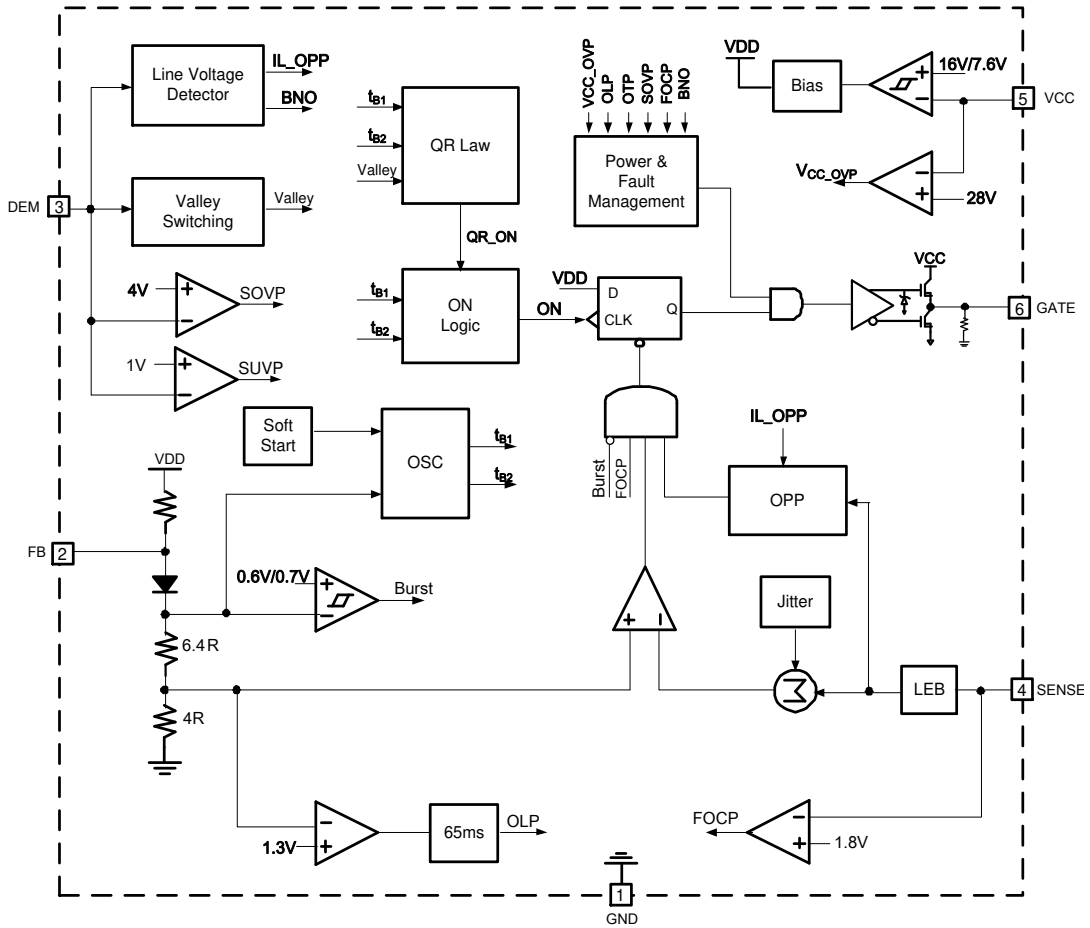 Line Voltage
Detector
IL_OPP
BNO
tB1
tB2
Valley
QR Law
VCC_OVP
OLP
OTP
SOVP
FOCP
BNO
Power &
Fault
Management
VDD
Bias
16V/7.6V
+
−
5
VCC
VCC_OVP
−
+
28V
DEM
3
Valley
Switching
Valley
QR_ON
4V
+
−
SOVP
1V
+
−
SUVP
tB1
tB2
ON
Logic
ON
VDD
D
CLK
Q
VCC
6
GATE
Soft
Start
OSC
tB1
tB2
Burst
FOCP
IL_OPP
OPP
VDD
FB
2
0.6V/0.7V
+
−
Burst
6.4R
4R
+
−
Jitter
Σ
LEB
4
SENSE
−
1.3V
+
65ms
OLP
FOCP
−
+
1.8V
1
GND